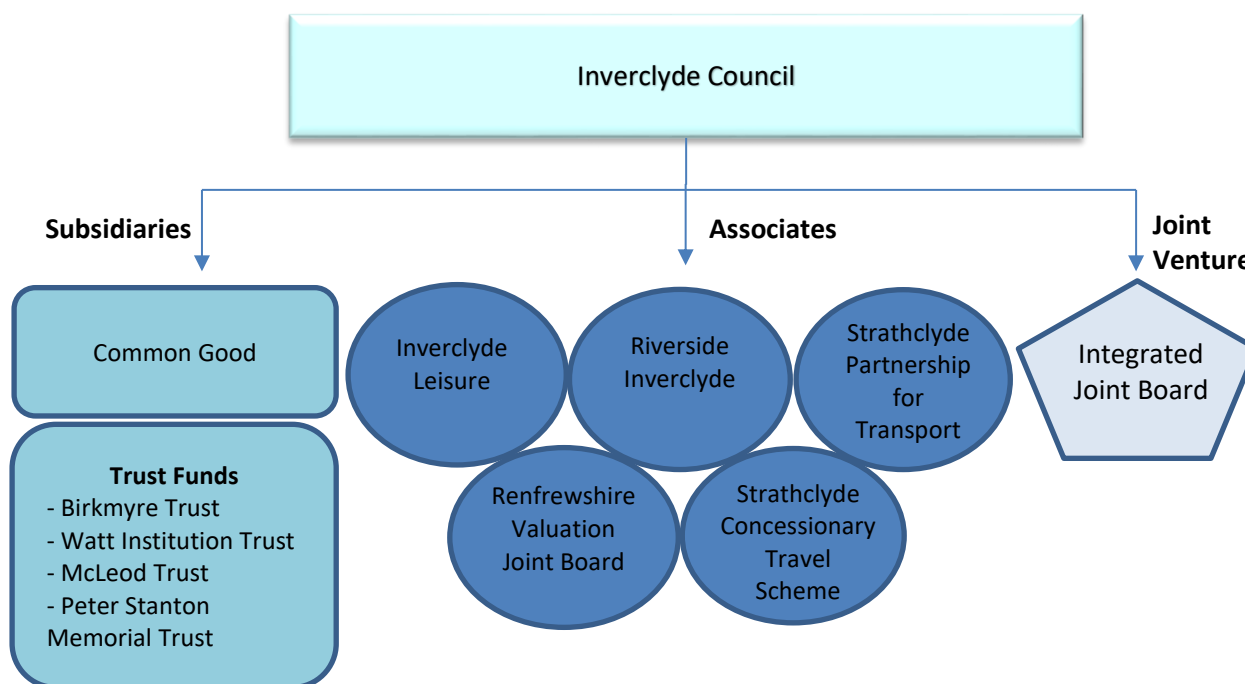 Inverclyde Council
Subsidiaries
Associates
Joint
Venture
Common Good
Trust Funds
- Birkmyre Trust
- Watt Institution Trust
- McLeod Trust
- Peter Stanton
Memorial Trust
Inverclyde
Leisure
Riverside
Inverclyde
Strathclyde
Partnership
for
Transport
Renfrewshire
Valuation
Joint Board
Strathclyde
Concessionary
Travel
Scheme
Integrated
Joint Board